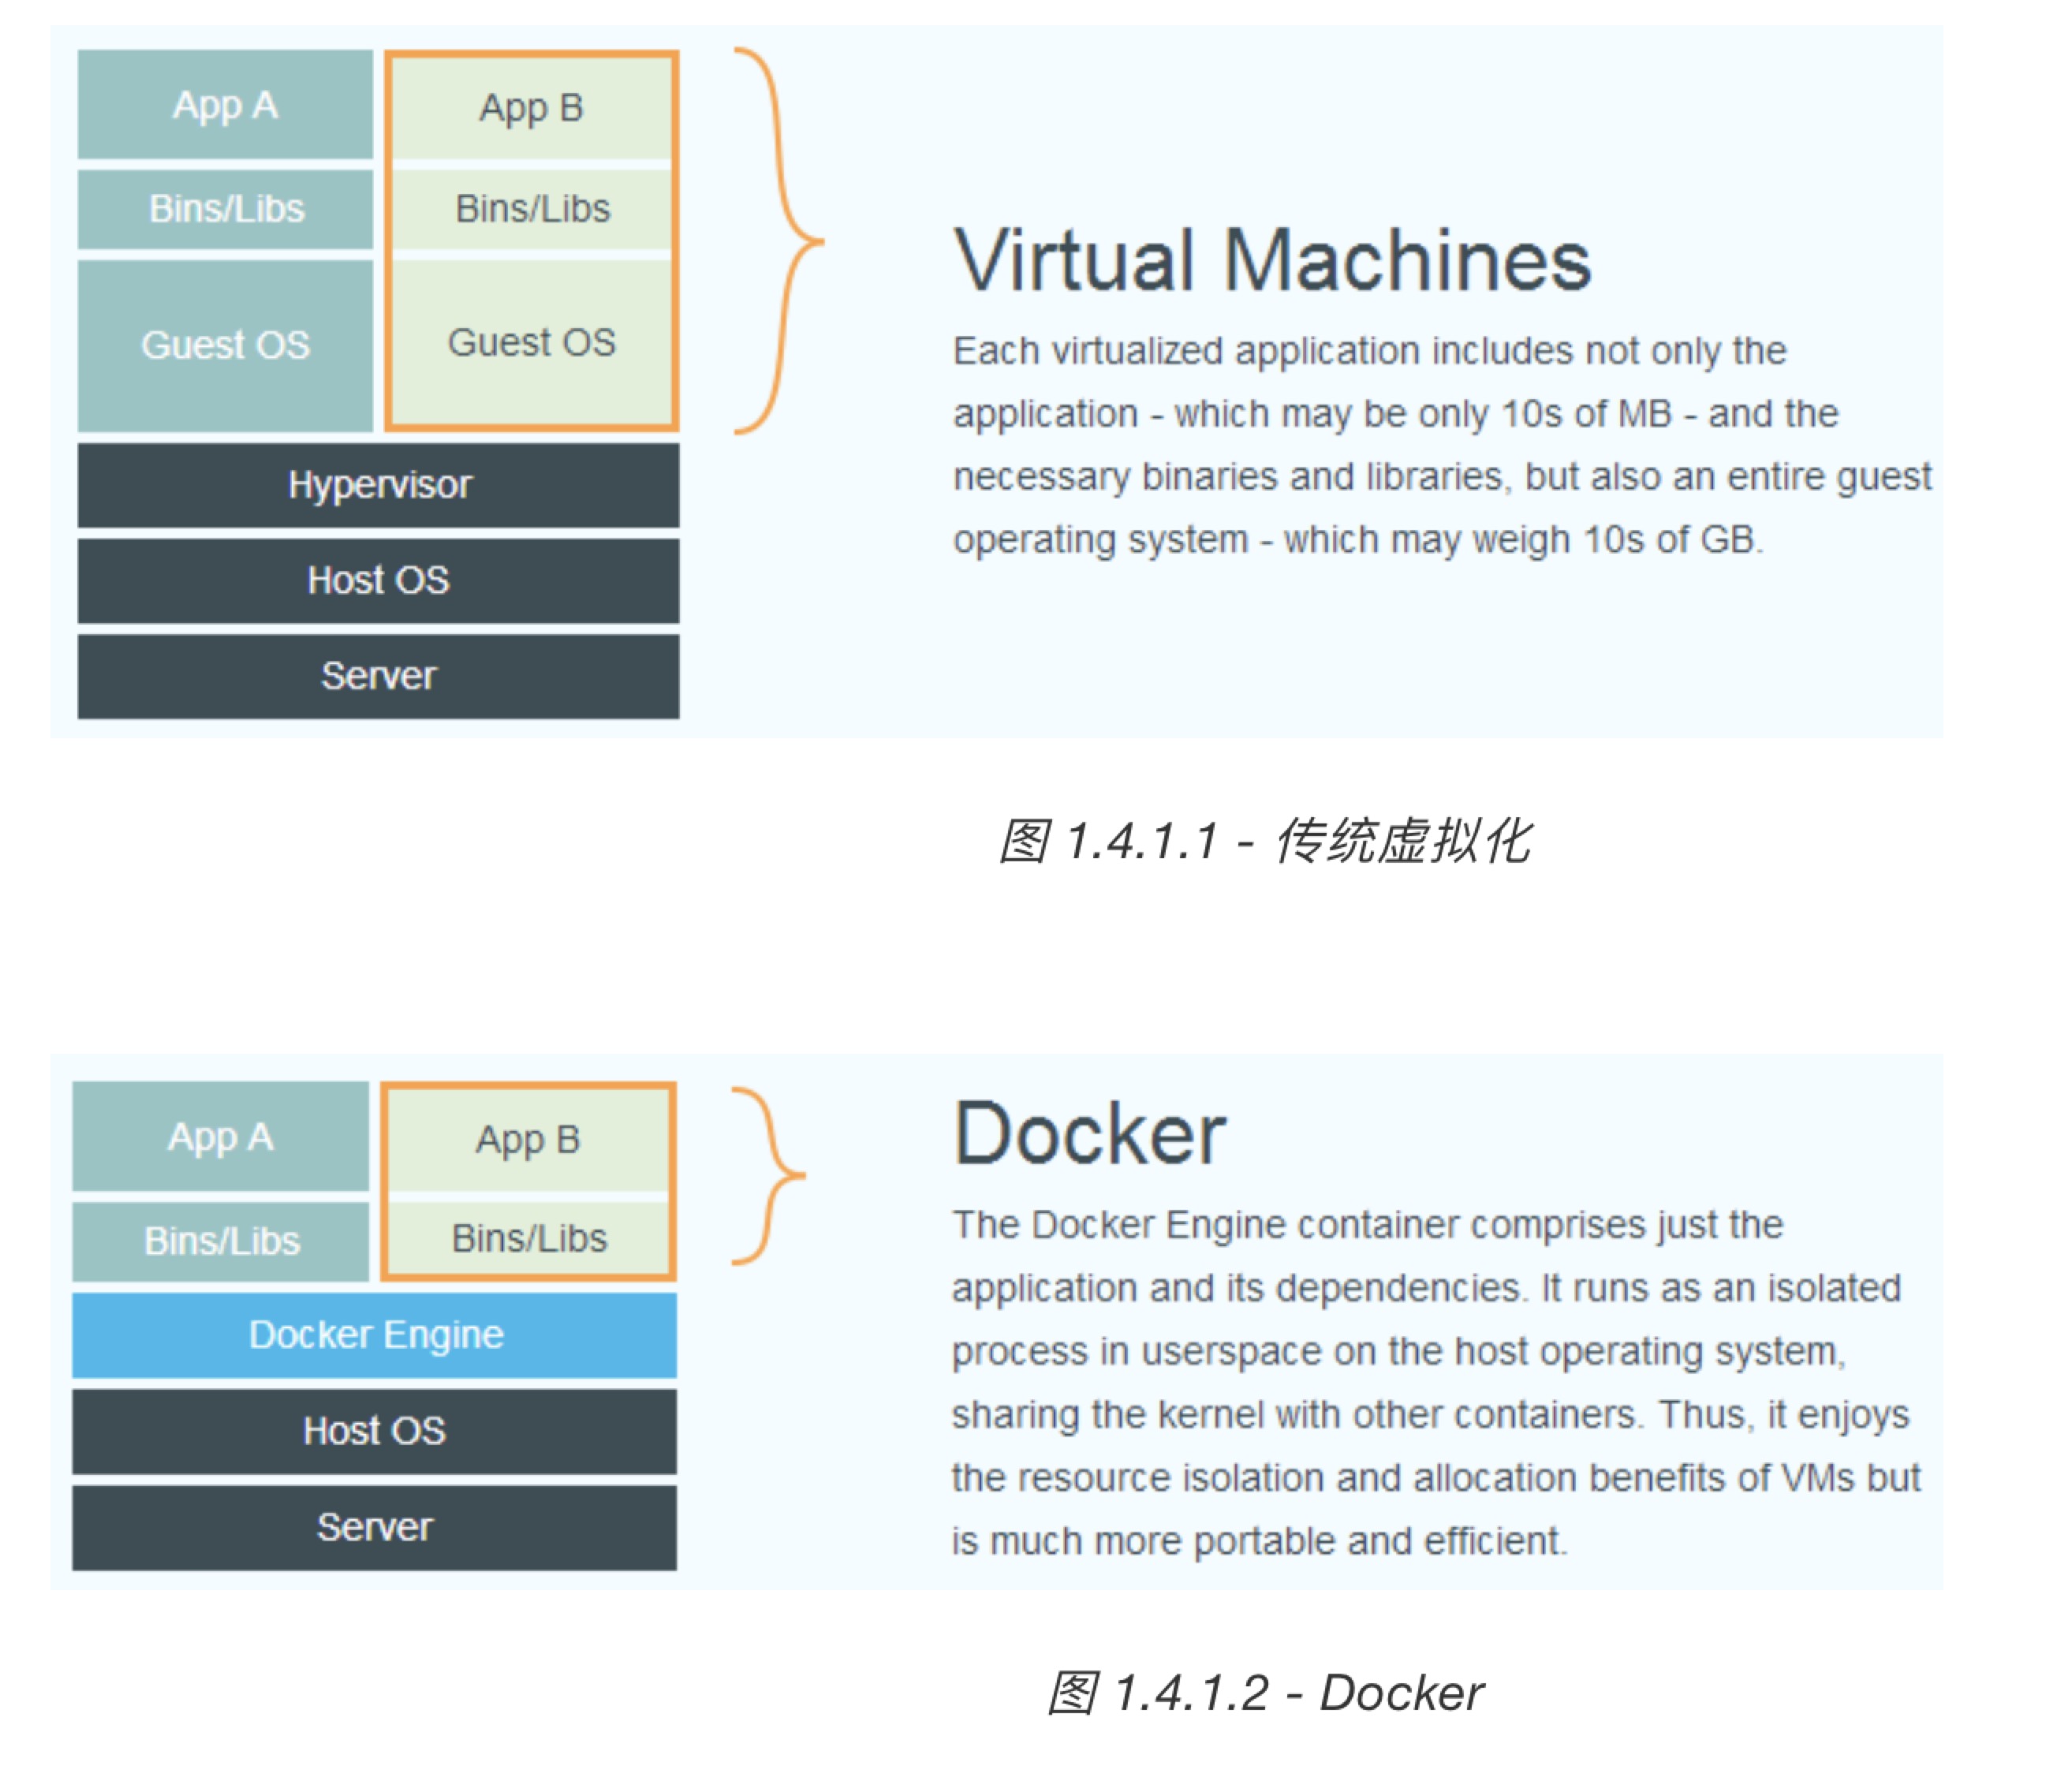 App A
App B
Bins/Libs
Bins/Libs
Guest OS
Guest OS
Hypervisor
Host OS
Server
Virtual Machines
Each virtualized application includes not only the
application - which may be only 10s of MB - and the
necessary binaries and libraries, but also an entire guest
operating system - which may weigh 10s of GB.
图 1.4.1.1 - 传统虚拟化
App A
App B
Bins/Libs
Bins/Libs
Docker Engine
Host OS
Server
Docker
The Docker Engine container comprises just the
application and its dependencies. It runs as an isolated
process in userspace on the host operating system,
sharing the kernel with other containers. Thus, it enjoys
the resource isolation and allocation benefits of VMs but
is much more portable and efficient.
图 1.4.1.2 - Docker